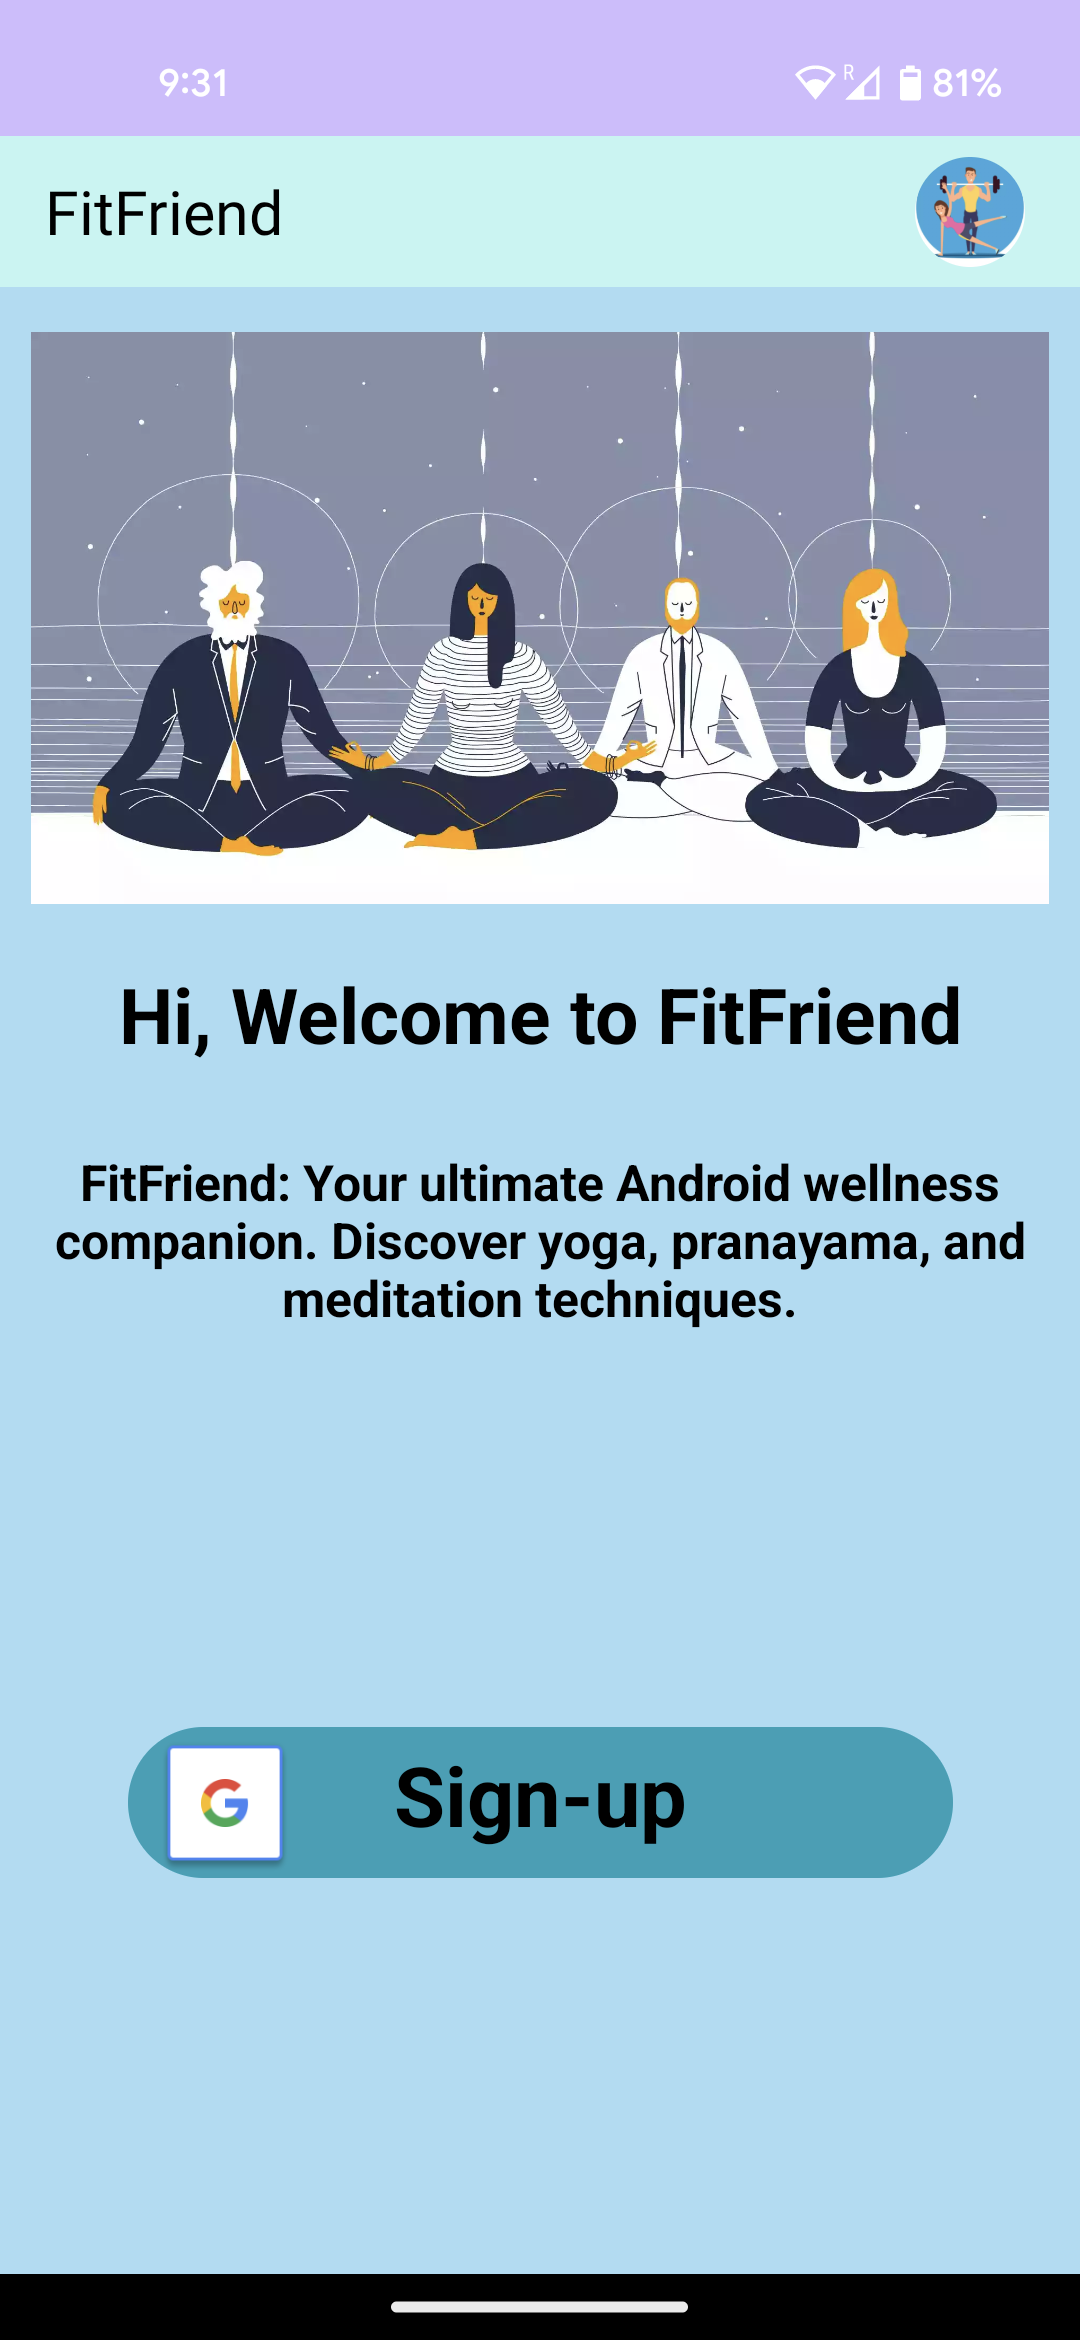 9:31
R
81%
FitFriend
Hi, Welcome to FitFriend
FitFriend: Your ultimate Android wellness
companion. Discover yoga, pranayama, and
meditation techniques.
G
Sign-up